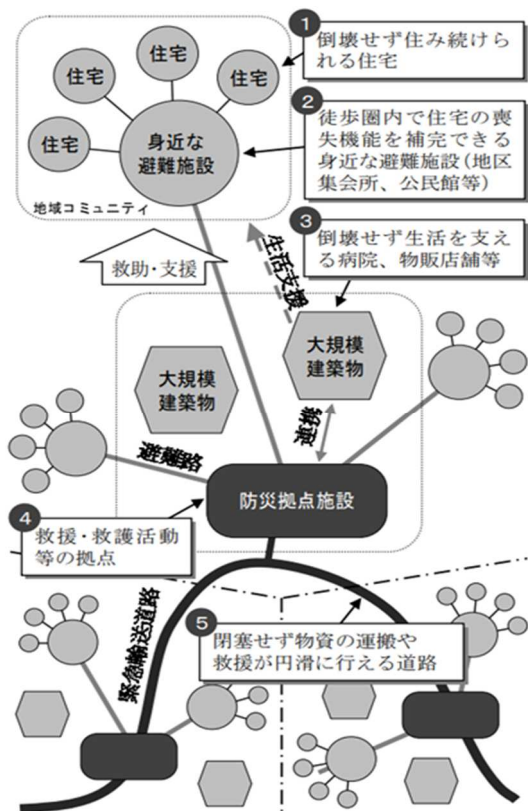 1
倒壊せず住み続け
られる住宅
住宅
住宅
住宅
住宅
身近な
避難施設
地域コミュニティ
2
徒歩圏内で住宅の喪
失機能を補完できる
身近な避難施設(地区
集会所、公民館等)
3
倒壊せず生活を支え
る病院、物販店舗等
救助・支援
生活支援
大規模
建築物
大規模
建築物
連携
避難路
防災拠点施設
4
救援・救護活動
等の拠点
緊急輸送道路
5
閉塞せず物資の運搬や
救援が円滑に行える道路